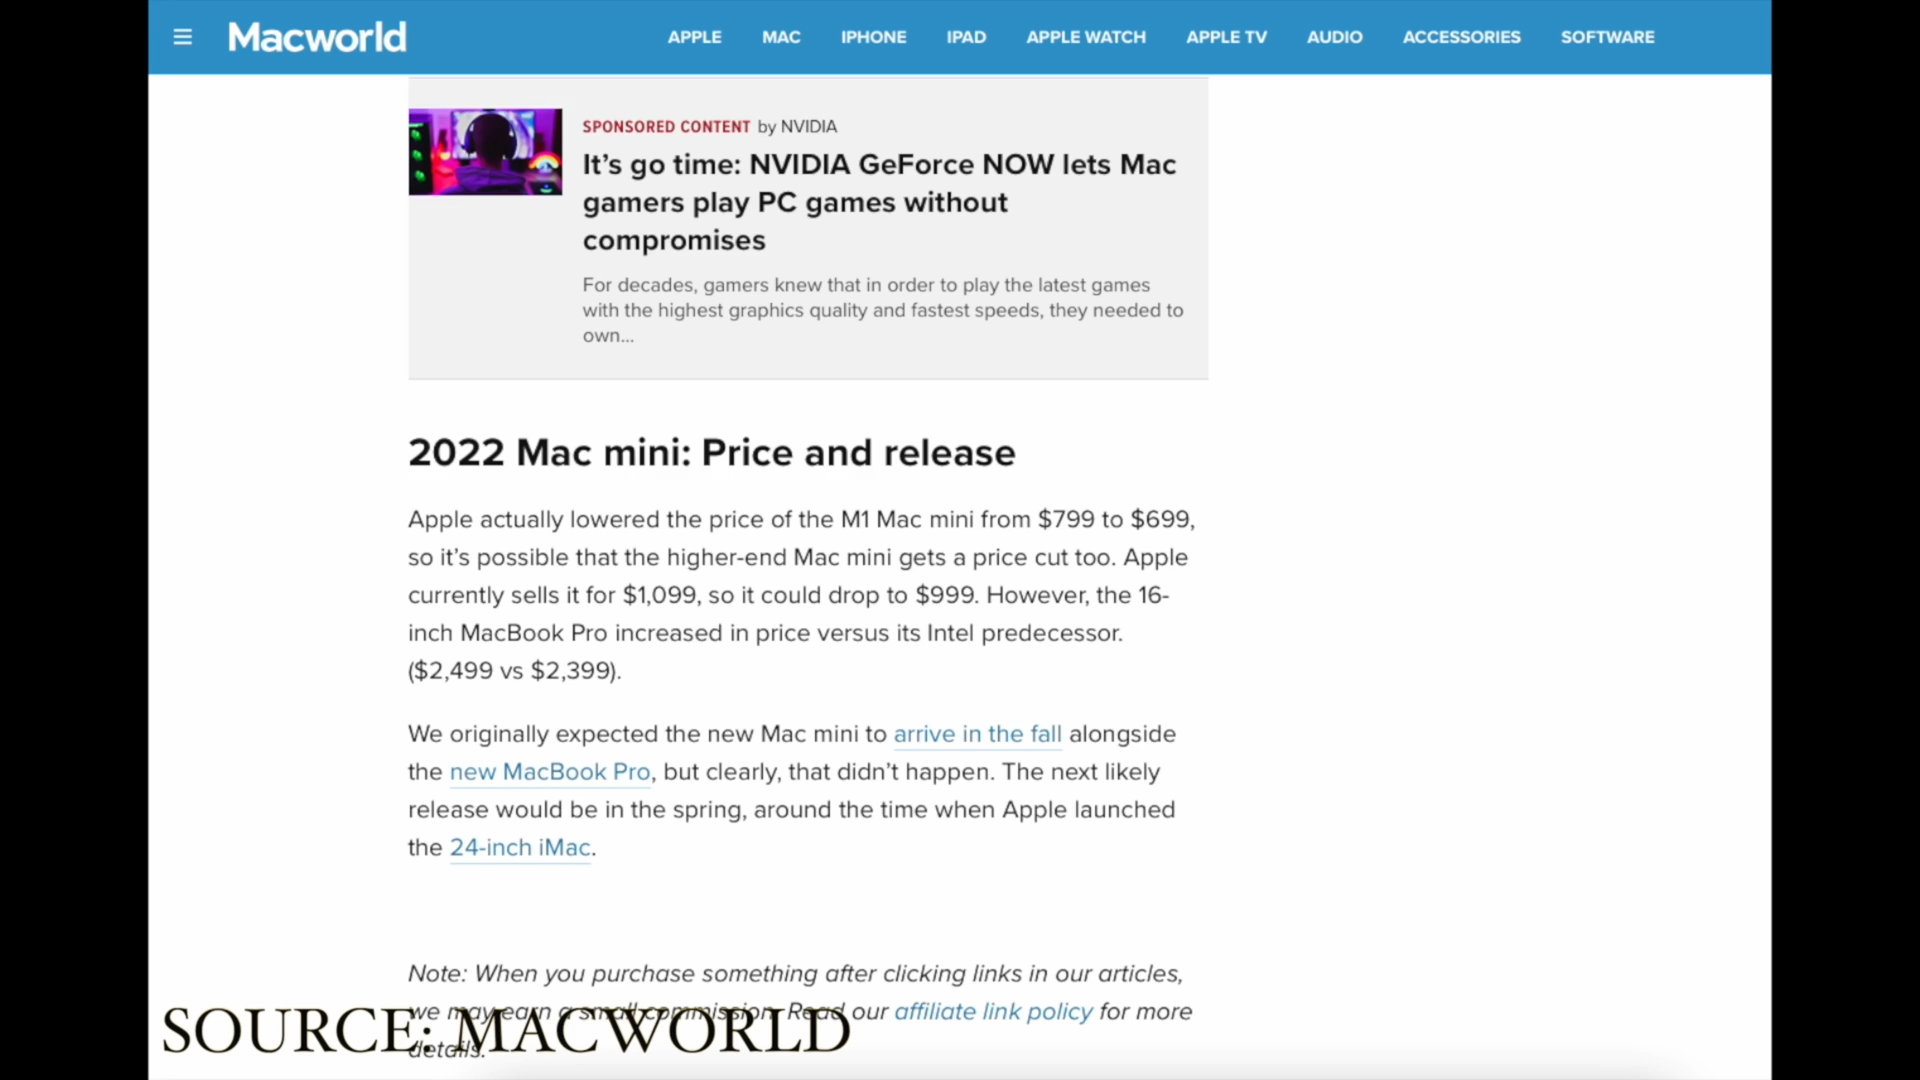 Macworld
APPLE MAC IPHONE IPAD APPLE WATCH APPLE TV AUDIO ACCESSORIES SOFTWARE
SPONSORED CONTENT by NVIDIA
It’s go time: NVIDIA GeForce NOW lets Mac
gamers play PC games without
compromises
For decades, gamers knew that in order to play the latest games
with the highest graphics quality and fastest speeds, they needed to
own...
2022 Mac mini: Price and release
Apple actually lowered the price of the M1 Mac mini from $799 to $699,
so it’s possible that the higher-end Mac mini gets a price cut too. Apple
currently sells it for $1,099, so it could drop to $999. However, the 16-
inch MacBook Pro increased in price versus its Intel predecessor.
($2,499 vs $2,399).
We originally expected the new Mac mini to arrive in the fall alongside
the new MacBook Pro, but clearly, that didn’t happen. The next likely
release would be in the spring, around the time when Apple launched
the 24-inch iMac.
Note: When you purchase something after clicking links in our articles,
we may earn a small commission. Read our affiliate link policy for more
details.
SOURCE: MACWORLD